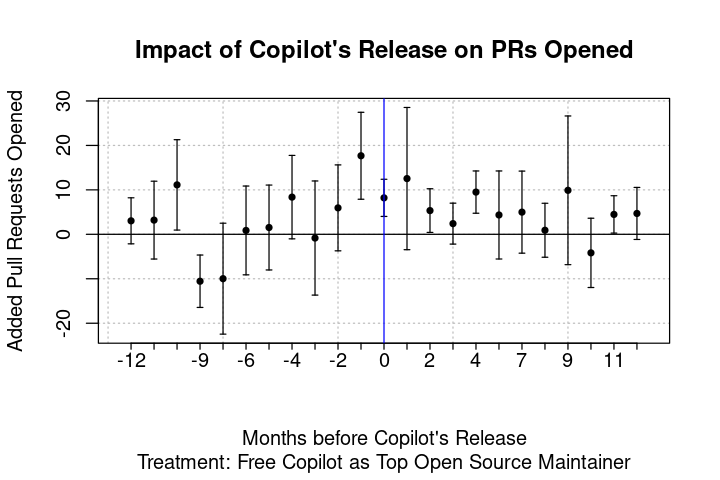 Impact of Copilot's Release on PRs Opened
Added Pull Requests Opened
30
20
10
0
-20
-12 -9 -6 -4 -2 0 2 4 7 9 11
Months before Copilot's Release
Treatment: Free Copilot as Top Open Source Maintainer